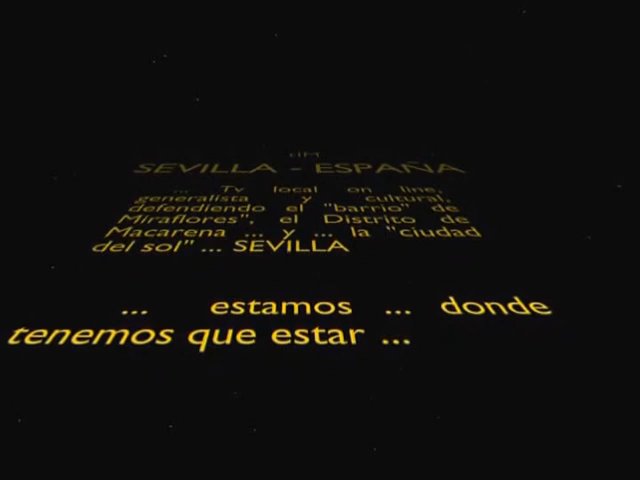 SEVILLA - ESPAÑA
... Tv local on line,
generalista y cultural,
defendiendo el "barrio" de
Miraflores", el Distrito de
Macarena ... y ... la "ciudad
del sol" ... SEVILLA
... estamos ... donde
tenemos que estar ...